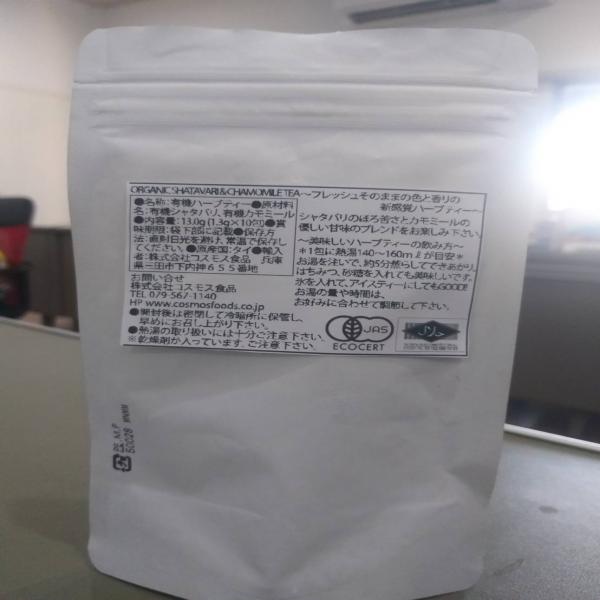 ORGANIC SHATAVARI&CHAMOMILE TEA～フレッシュそのままの色と香りの
新感覚ハーブティー～
●名称:有機ハーブティー●原材料
名:有機シャタバリ、有機カモミール
●内容量:13.0g(1.3g×10包)●賞
味期限:袋下部に記載●保存方
法:直射日光を避け、常温で保存し
てください。●原産国:タイ●輸入
者:株式会社コスモス食品 兵庫
県三田市下内神６５５番地
シャタバリのほろ苦さとカモミールの
優しい甘味のブレンドをお楽しみ下さい。
～美味しいハーブティーの飲み方～
*1包に熱湯140～160mlが目安*
お湯を注いで、約5分蒸らしてできあがり。
はちみつ、砂糖を入れても美味しいです。
氷を入れて、アイスティーにしてもGOOD!
お湯の量や時間は、
お好みに合わせて調節して下さい。
お問い合せ
株式会社 コスモス食品
TEL 079-567-1140
HP www.cosmosfoods.co.jp
●開封後は密閉して冷暗所に保管し、
早めにお召し上がり下さい。
●熱湯の取り扱いには十分ご注意下さい。
※乾燥剤が入っています。ご注意下さい。
JAS
ECOCERT